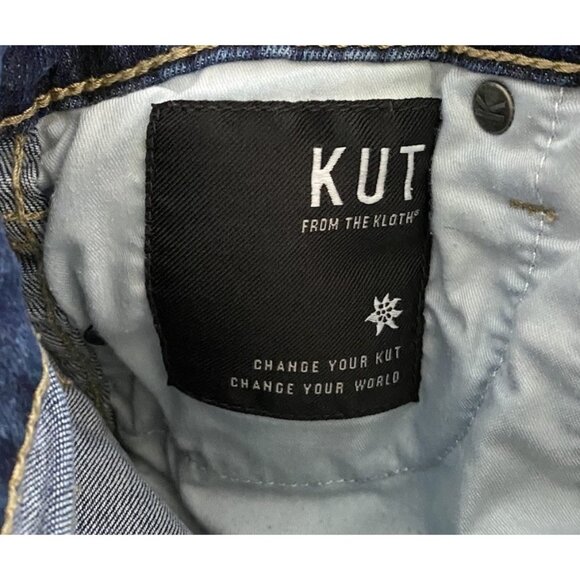 KUT
FROM THE KLOTH®
CHANGE YOUR KUT
CHANGE YOUR WORLD
K